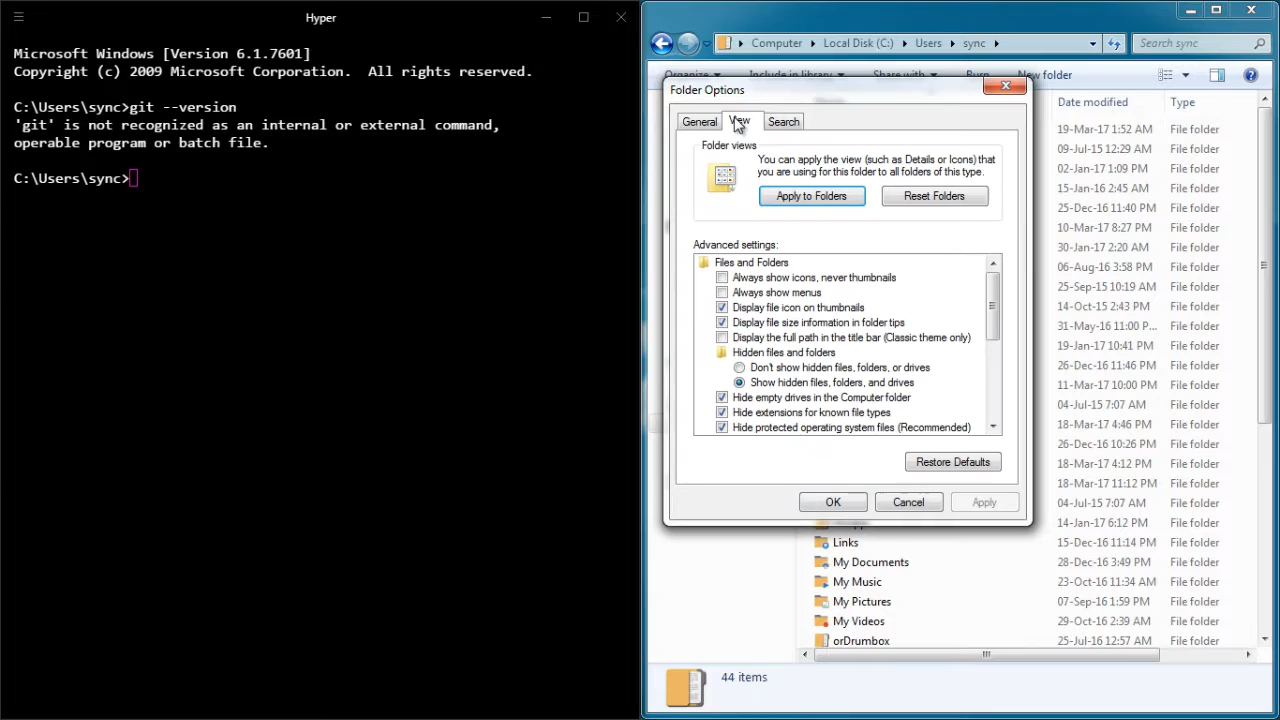 Hyper
Microsoft Windows [Version 6.1.7601]
Copyright (c) 2009 Microsoft Corporation.  All rights reserved.
C:\Users\sync>git --version
'git' is not recognized as an internal or external command,
operable program or batch file.
C:\Users\sync>
Computer Local Disk (C:) Users sync
Search sync
Organize Include in library Share with Burn New folder
Folder Options
General View Search
Folder views
You can apply the view (such as Details or Icons) that
you are using for this folder to all folders of this type.
Apply to Folders Reset Folders
Advanced settings:
Files and Folders
Always show icons, never thumbnails
Always show menus
Display file icon on thumbnails
Display file size information in folder tips
Display the full path in the title bar (Classic theme only)
Hidden files and folders
Don't show hidden files, folders, or drives
Show hidden files, folders, and drives
Hide empty drives in the Computer folder
Hide extensions for known file types
Hide protected operating system files (Recommended)
Restore Defaults
OK Cancel Apply
Date modified Type
19-Mar-17 1:52 AM File folder
09-Jul-15 12:29 AM File folder
02-Jan-17 1:09 PM File folder
15-Jan-16 2:45 AM File folder
25-Dec-16 11:40 PM File folder
10-Mar-17 8:27 PM File folder
30-Jan-17 2:20 AM File folder
06-Aug-16 3:58 PM File folder
25-Sep-15 10:19 AM File folder
14-Oct-15 2:43 PM File folder
31-May-16 11:00 P... File folder
19-Jan-17 10:41 PM File folder
26-Dec-16 11:46 PM File folder
11-Mar-17 10:00 PM File folder
04-Jul-15 7:07 AM File folder
18-Mar-17 4:46 PM File folder
26-Dec-16 10:26 PM File folder
18-Mar-17 4:12 PM File folder
18-Mar-17 11:12 PM File folder
04-Jul-15 7:07 AM File folder
14-Jan-17 6:12 PM File folder
Links 15-Dec-16 11:14 PM File folder
My Documents 28-Dec-16 3:49 PM File folder
My Music 23-Oct-16 11:34 AM File folder
My Pictures 07-Sep-16 1:59 PM File folder
My Videos 29-Oct-16 2:39 AM File folder
orDrumbox 25-Jul-16 12:57 AM File folder
44 items